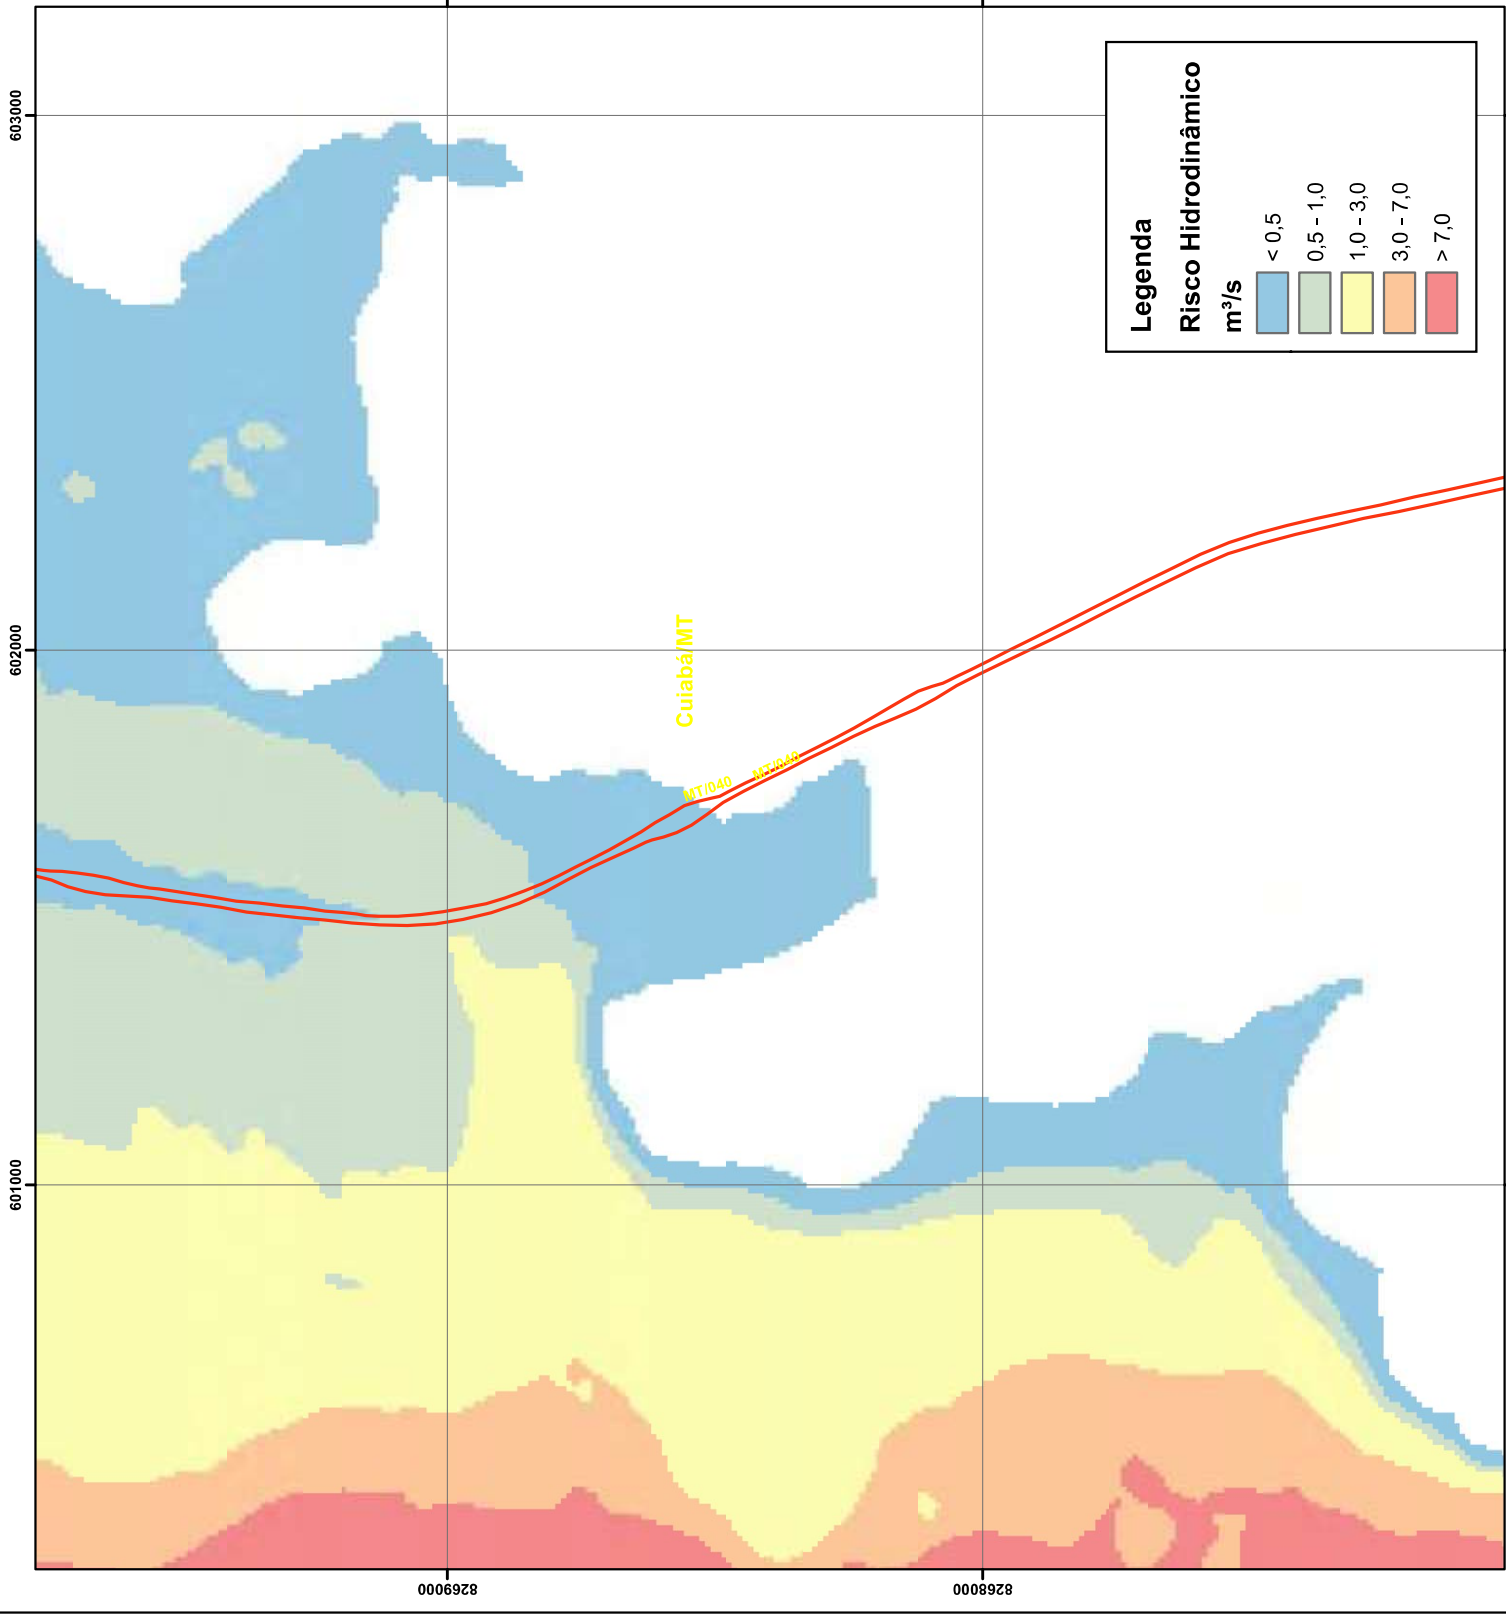 603000
602000
601000
8269000
8268000
Cuiabá/MT
MT/040
MT/040
Legenda
Risco Hidrodinâmico
m³/s
< 0,5
0,5 - 1,0
1,0 - 3,0
3,0 - 7,0
> 7,0